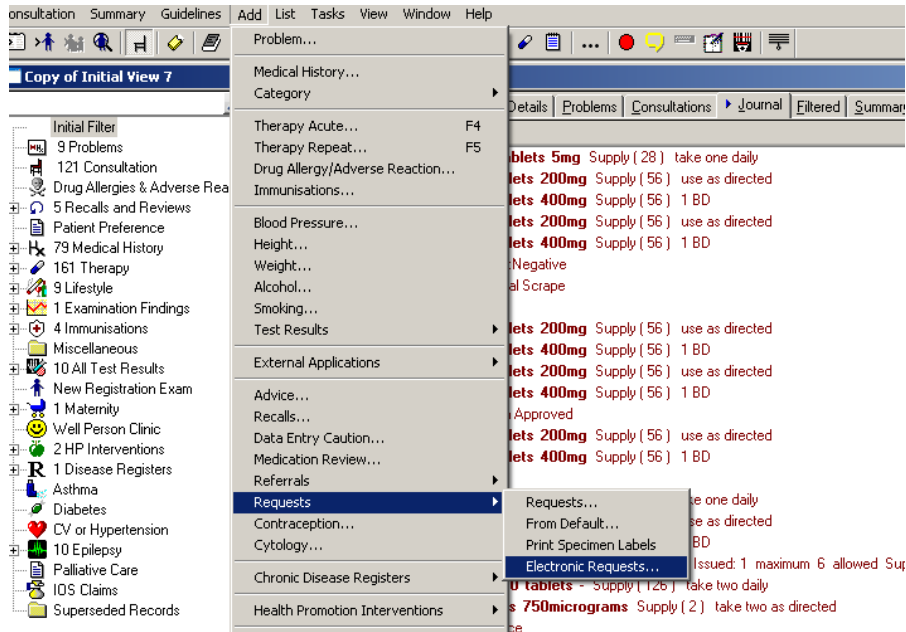 onsultation Summary Guidelines Add List Tasks View Window Help
Copy of Initial View 7
Details Problems Consultations Journal Filtered Summar
Initial Filter
9 Problems
121 Consultation
Drug Allergies & Adverse Rea
5 Recalls and Reviews
Patient Preference
79 Medical History
161 Therapy
9 Lifestyle
1 Examination Findings
4 Immunisations
Miscellaneous
10 All Test Results
New Registration Exam
1 Maternity
Well Person Clinic
2 HP Interventions
R 1 Disease Registers
Asthma
Diabetes
CV or Hypertension
10 Epilepsy
Palliative Care
IOS Claims
Superseded Records
Problem...
Medical History...
Category
Therapy Acute... F4
Therapy Repeat... F5
Drug Allergy/Adverse Reaction...
Immunisations...
Blood Pressure...
Height...
Weight...
Alcohol...
Smoking...
Test Results
External Applications
Advice...
Recalls...
Data Entry Caution...
Medication Review...
Referrals
Requests
Contraception...
Cytology...
Chronic Disease Registers
Health Promotion Interventions
Requests...
From Default...
Print Specimen Labels
Electronic Requests...
ablets 5mg Supply ( 28 ) take one daily
lets 200mg Supply ( 56 ) use as directed
lets 400mg Supply ( 56 ) 1 BD
lets 200mg Supply ( 56 ) use as directed
lets 400mg Supply ( 56 ) 1 BD
:Negative
al Scrape
lets 200mg Supply ( 56 ) use as directed
lets 400mg Supply ( 56 ) 1 BD
lets 200mg Supply ( 56 ) use as directed
lets 400mg Supply ( 56 ) 1 BD
Approved
lets 200mg Supply ( 56 ) use as directed
lets 400mg Supply ( 56 ) 1 BD
ke one daily
se as directed
BD
Issued: 1 maximum 6 allowed Sup
0 tablets - Supply ( 126 ) take two daily
s 750micrograms Supply ( 2 ) take two as directed
ce